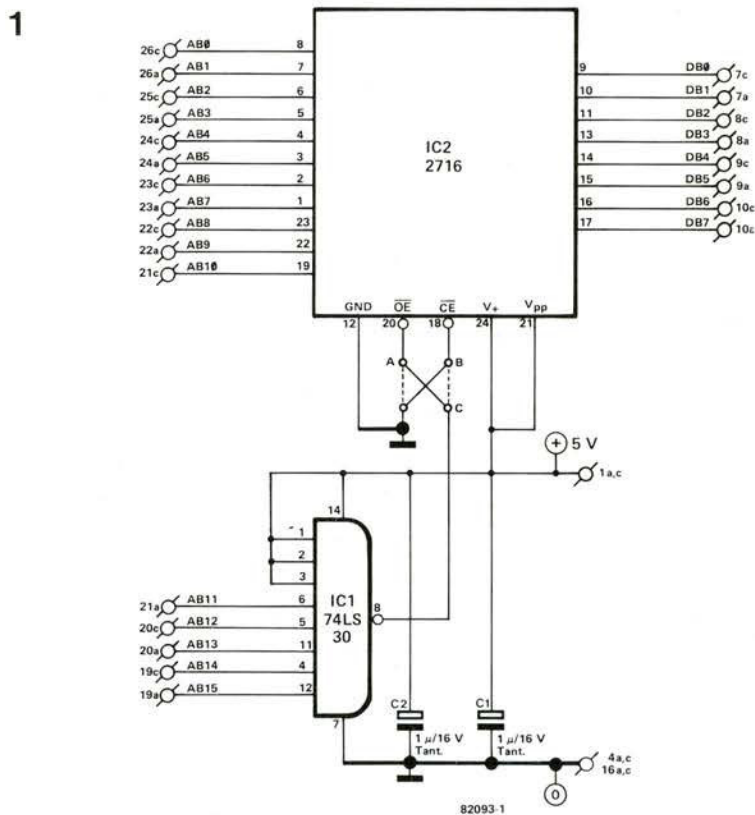 1
26c AB0 8
26a AB1 7
25c AB2 6
25a AB3 5
24c AB4 4
24a AB5 3
23c AB6 2
23a AB7 1
22c AB8 23
22a AB9 22
21c AB10 19
IC2
2716
9 DB0 7c
10 DB1 7a
11 DB2 8c
13 DB3 8a
14 DB4 9c
15 DB5 9a
16 DB6 10c
17 DB7 10c
GND OE CE V+ Vpp
12 20 18 24 21
A B
C
+ 5 V
1a,c
14
1
2
3
21a AB11 6
20c AB12 5
20a AB13 11
19c AB14 4
19a AB15 12
IC1
74LS
30
8
7
C2
1 µ/16 V
Tant.
C1
1 µ/16 V
Tant.
4a,c
16a,c
0
82093-1